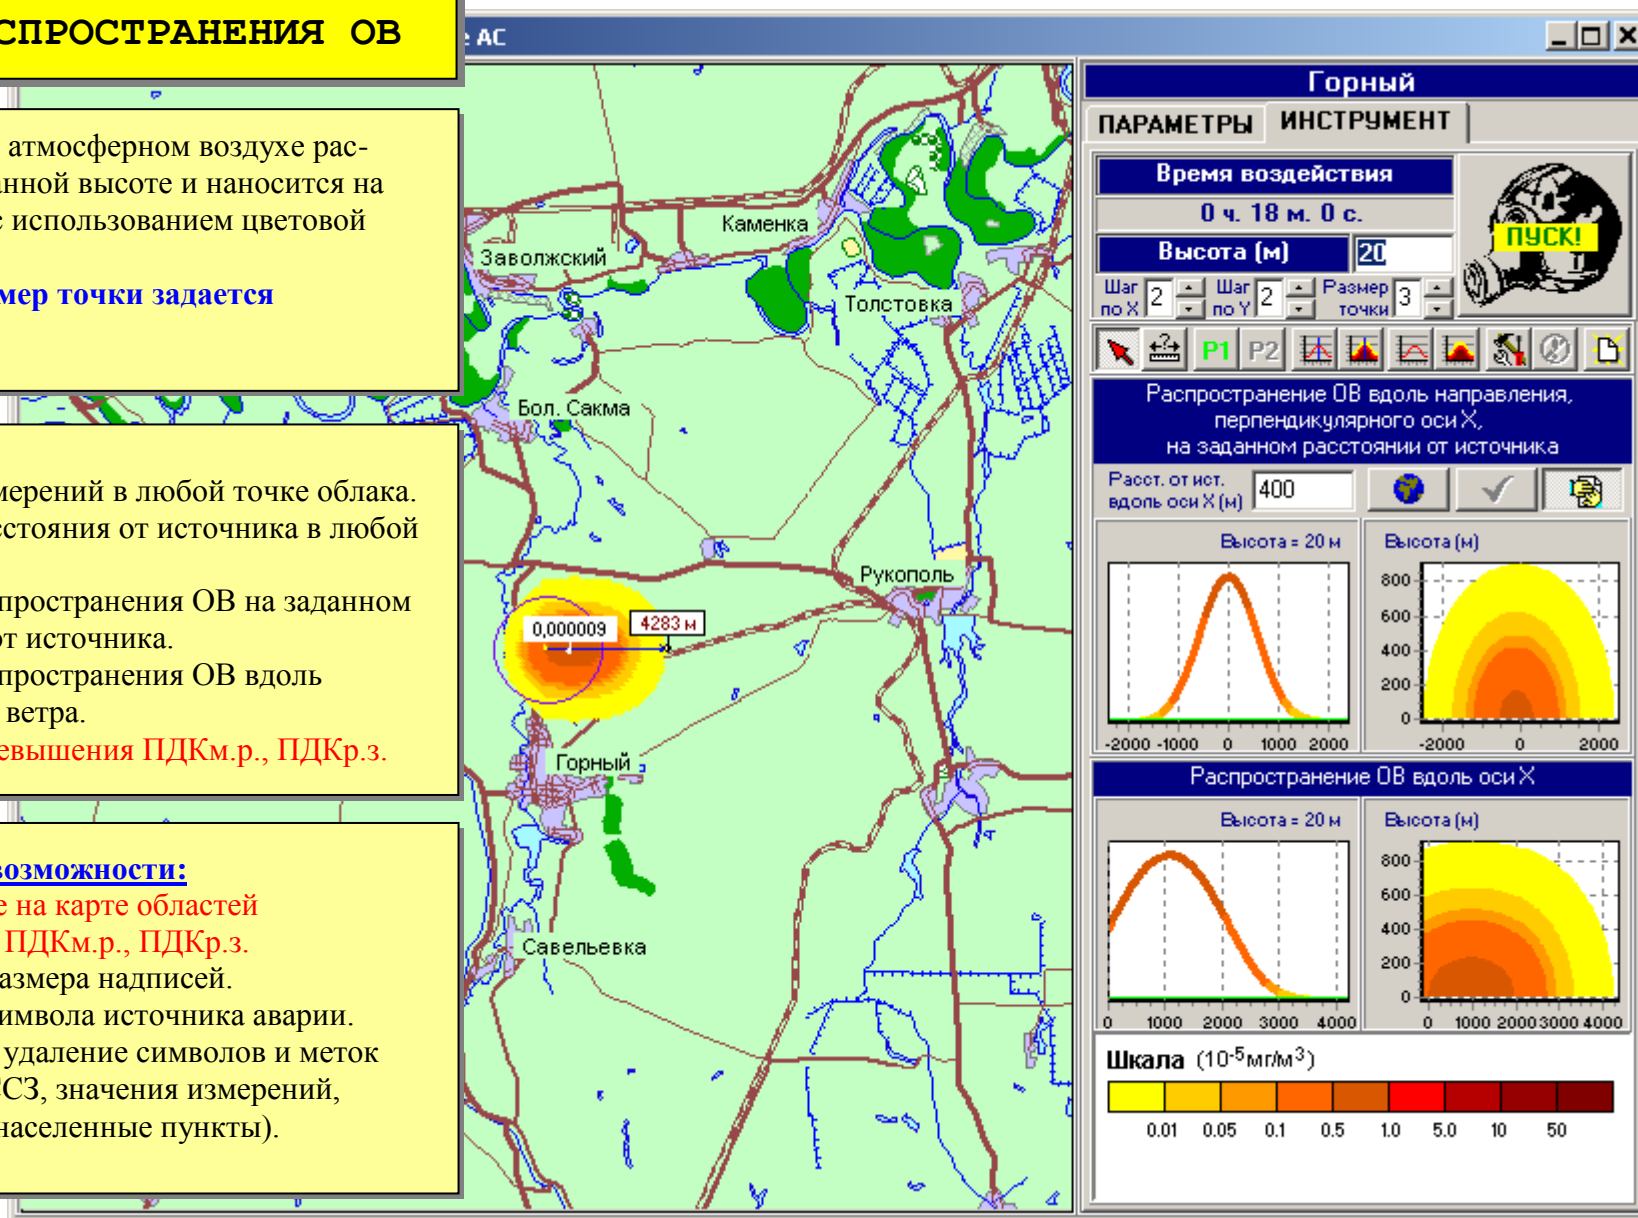 СПРОСТРАНЕНИЯ ОВ
атмосферном воздухе рас-
анной высоте и наносится на
с использованием цветовой
мер точки задается
мерений в любой точке облака.
сстояния от источника в любой
пространения ОВ на заданном
от источника.
пространения ОВ вдоль
ветра.
евышения ПДКм.р., ПДКр.з.
возможности:
е на карте областей
ПДКм.р., ПДКр.з.
азмера надписей.
имвола источника аварии.
удаление символов и меток
ССЗ, значения измерений,
населенные пункты).
е АС
Каменка
Заволжский
Толстовка
Бол. Сакма
Рукополь
4283 м
0,000009
Горный
Савельевка
Горный
ПАРАМЕТРЫ ИНСТРУМЕНТ
Время воздействия
0 ч. 18 м. 0 с.
ПУСК!
Высота (м) 20
Шаг по X 2 Шаг по Y 2 Размер точки 3
P1 P2
Распространение ОВ вдоль направления,
перпендикулярного оси X,
на заданном расстоянии от источника
Расст. от ист.
вдоль оси X (м) 400
Высота = 20 м
-2000 -1000 0 1000 2000
Высота (м)
800
600
400
200
0
-2000 0 2000
Распространение ОВ вдоль оси X
Высота = 20 м
0 1000 2000 3000 4000
Высота (м)
800
600
400
200
0
0 1000 2000 3000 4000
Шкала (10⁻⁵мг/м³)
0.01 0.05 0.1 0.5 1.0 5.0 10 50